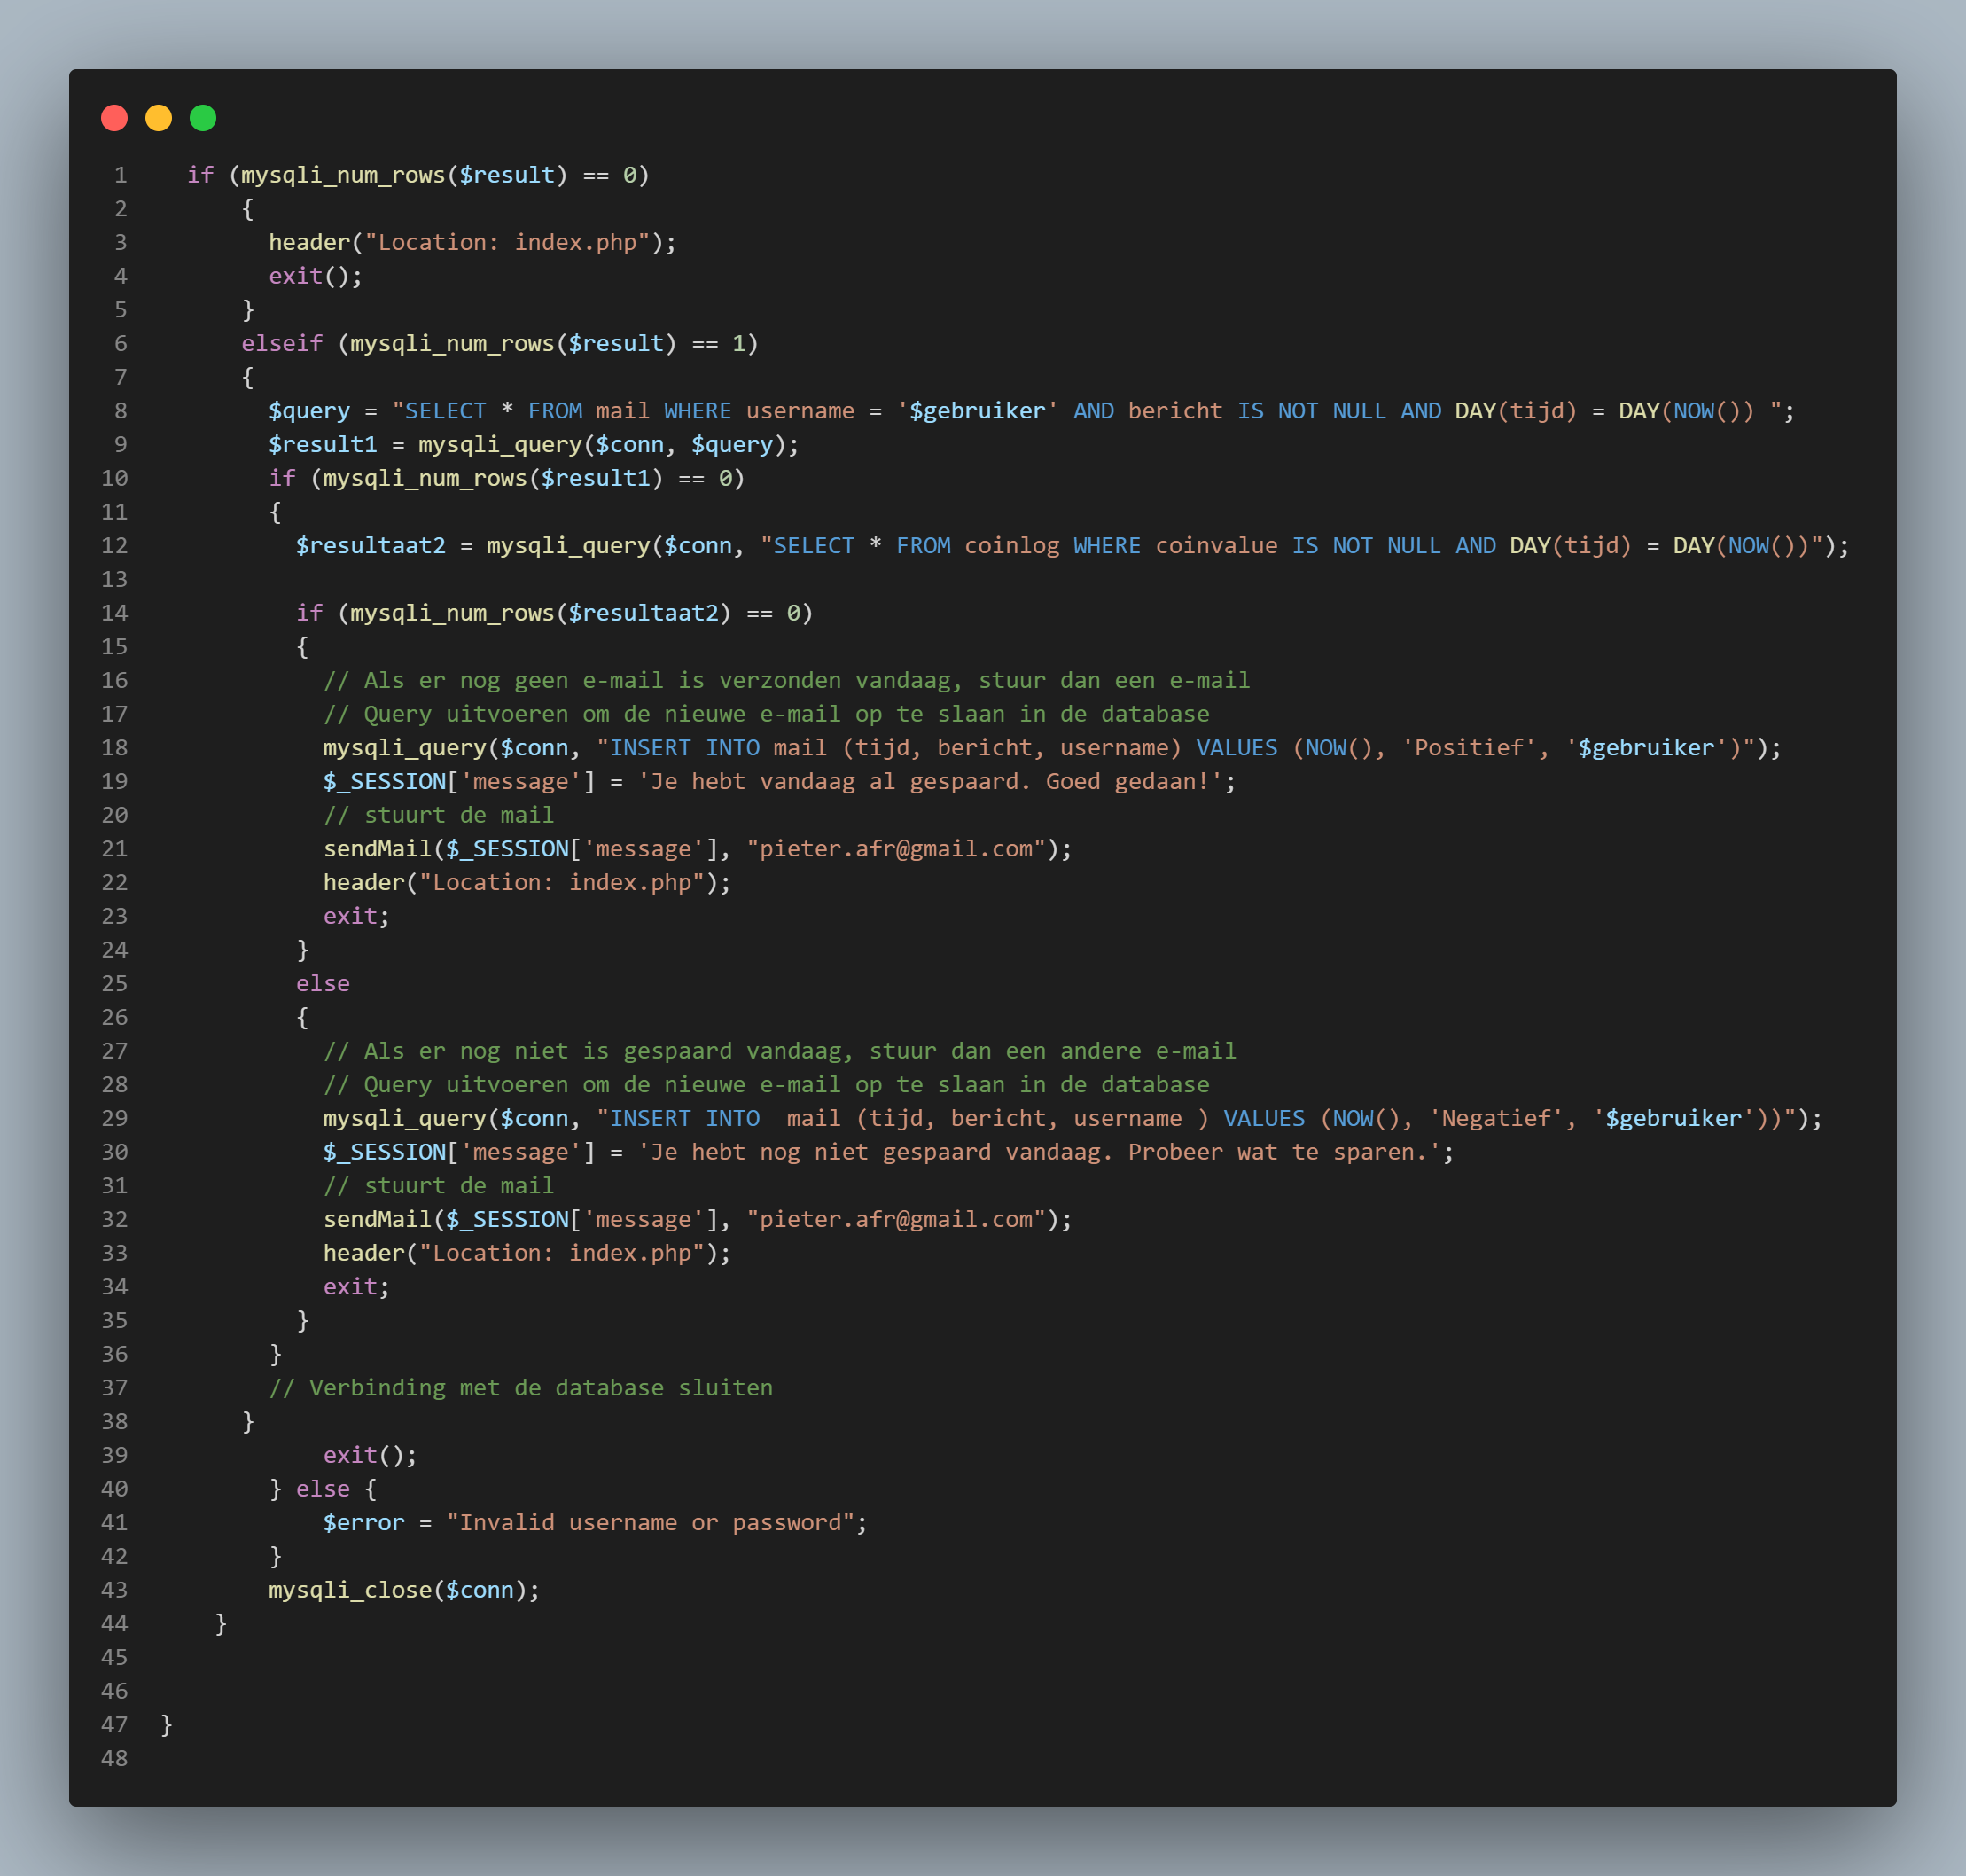 1 if (mysqli_num_rows($result) == 0)
2 {
3 header("Location: index.php");
4 exit();
5 }
6 elseif (mysqli_num_rows($result) == 1)
7 {
8 $query = "SELECT * FROM mail WHERE username = '$gebruiker' AND bericht IS NOT NULL AND DAY(tijd) = DAY(NOW()) ";
9 $result1 = mysqli_query($conn, $query);
10 if (mysqli_num_rows($result1) == 0)
11 {
12 $resultaat2 = mysqli_query($conn, "SELECT * FROM coinlog WHERE coinvalue IS NOT NULL AND DAY(tijd) = DAY(NOW())");
13
14 if (mysqli_num_rows($resultaat2) == 0)
15 {
16 // Als er nog geen e-mail is verzonden vandaag, stuur dan een e-mail
17 // Query uitvoeren om de nieuwe e-mail op te slaan in de database
18 mysqli_query($conn, "INSERT INTO mail (tijd, bericht, username) VALUES (NOW(), 'Positief', '$gebruiker')");
19 $_SESSION['message'] = 'Je hebt vandaag al gespaard. Goed gedaan!';
20 // stuurt de mail
21 sendMail($_SESSION['message'], "pieter.afr@gmail.com");
22 header("Location: index.php");
23 exit;
24 }
25 else
26 {
27 // Als er nog niet is gespaard vandaag, stuur dan een andere e-mail
28 // Query uitvoeren om de nieuwe e-mail op te slaan in de database
29 mysqli_query($conn, "INSERT INTO  mail (tijd, bericht, username ) VALUES (NOW(), 'Negatief', '$gebruiker'))");
30 $_SESSION['message'] = 'Je hebt nog niet gespaard vandaag. Probeer wat te sparen.';
31 // stuurt de mail
32 sendMail($_SESSION['message'], "pieter.afr@gmail.com");
33 header("Location: index.php");
34 exit;
35 }
36 }
37 // Verbinding met de database sluiten
38 }
39 exit();
40 } else {
41 $error = "Invalid username or password";
42 }
43 mysqli_close($conn);
44 }
45
46
47 }
48